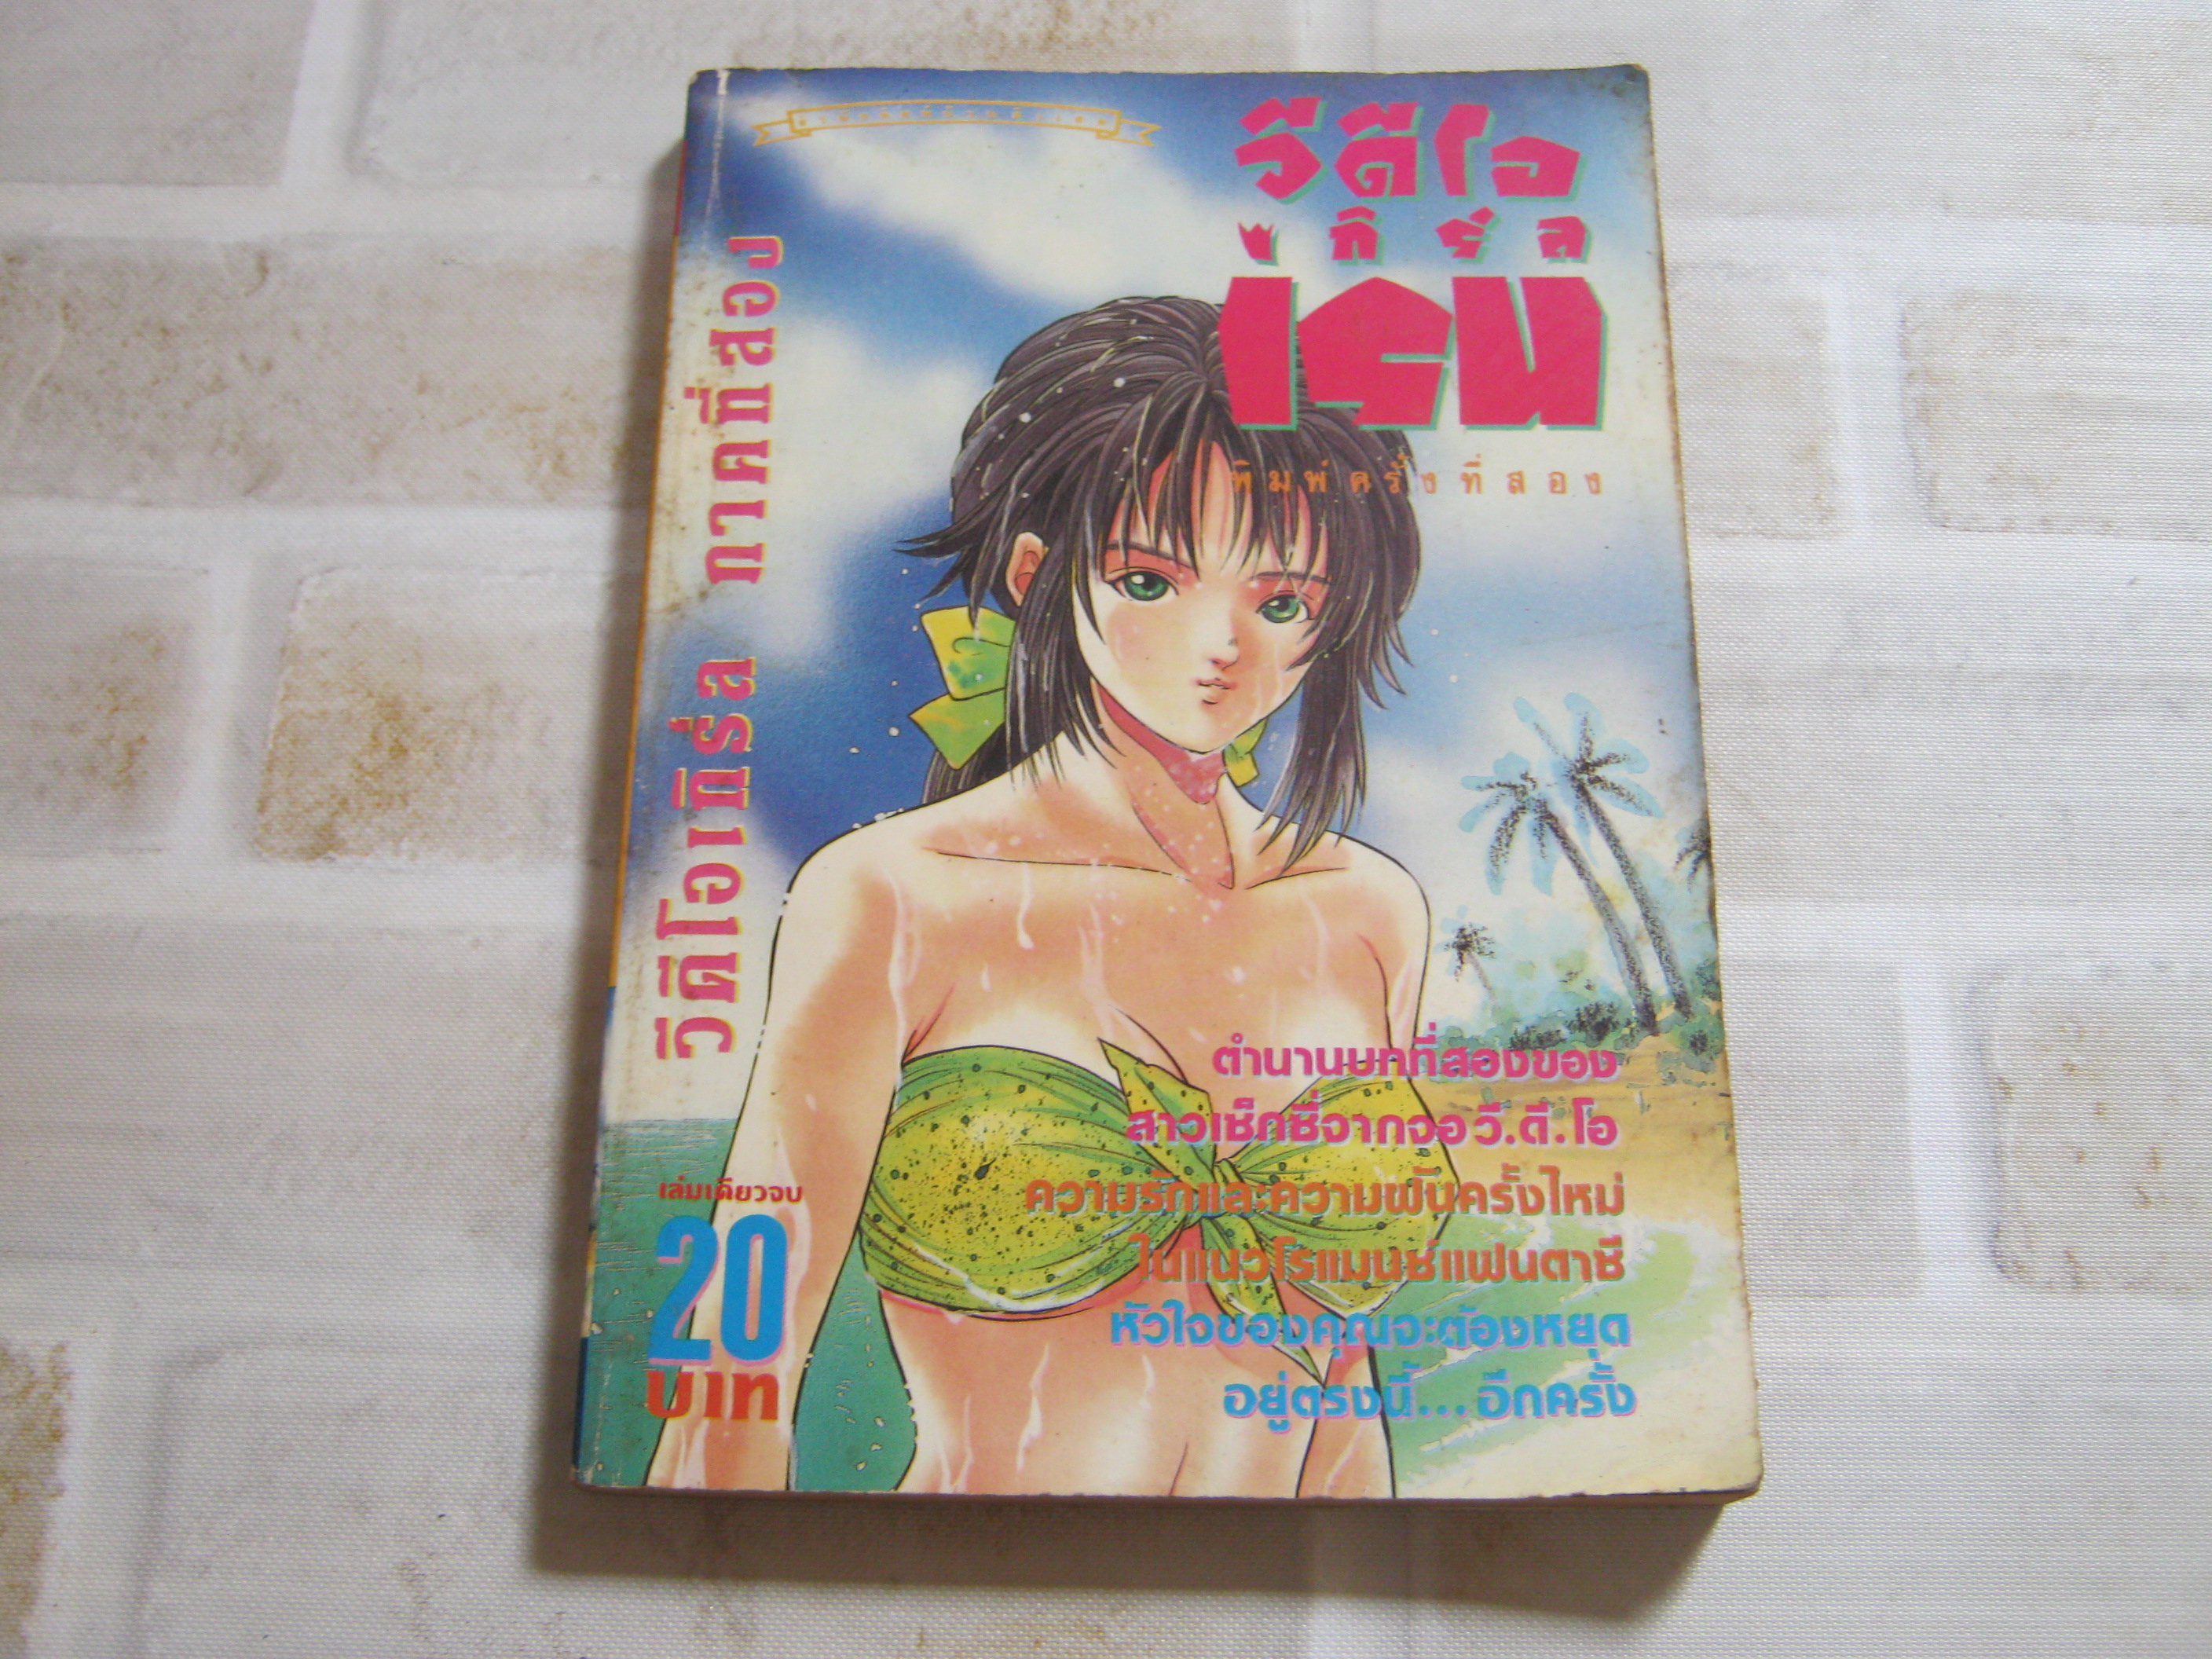 วีดีโอ
เกิร์ล
เรน
พิมพ์ครั้งที่สอง
วีดีโอเกิร์ล ภาคที่สอง
ตำนานบทที่สองของ
สาวเซ็กซี่จากจอวี.ดี.โอ
ความรักและความผันครั้งใหม่
ในแนวโรแมนซ์แฟนตาซี
หัวใจของคุณจะต้องหยุด
อยู่ตรงนี้...อีกครั้ง
เล่มเดียวจบ
20
บาท